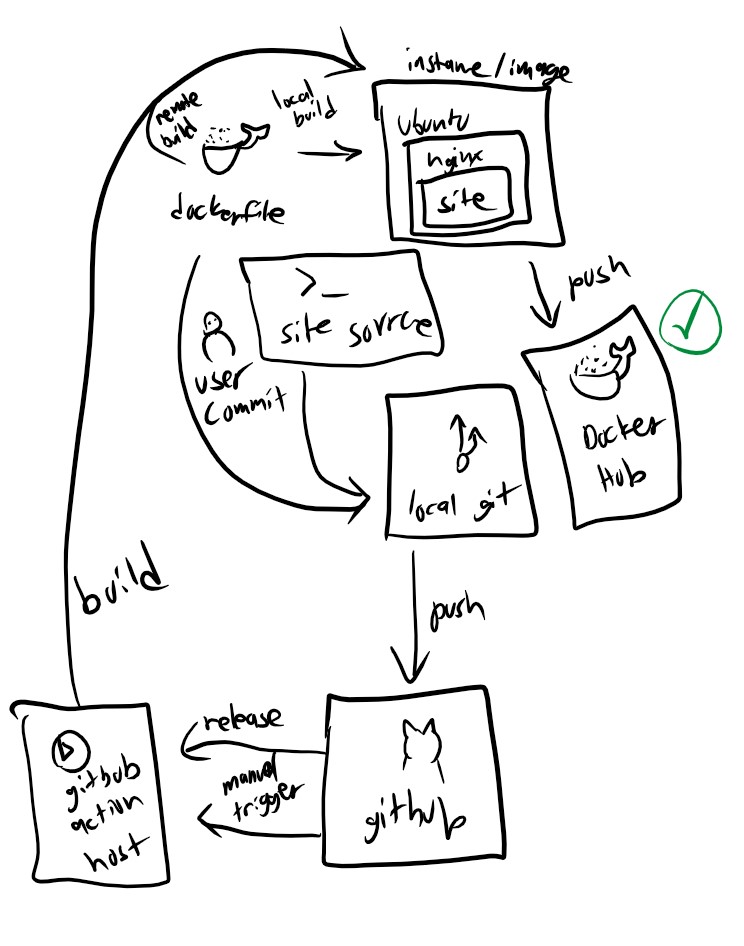 instane/image
remote
build
local
build
Ubuntu
nginx
site
dockerfile
push
>_
site source
user
commit
Docker
Hub
local git
build
push
release
manual
trigger
github
action
host
github